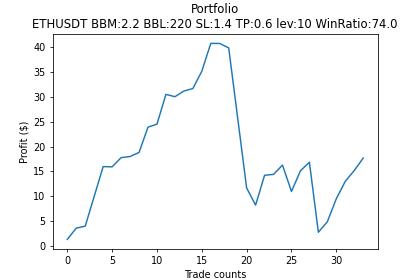 Portfolio
ETHUSDT BBM:2.2 BBL:220 SL:1.4 TP:0.6 lev:10 WinRatio:74.0
40
35
30
25
20
15
10
5
0
Profit ($)
0 5 10 15 20 25 30
Trade counts